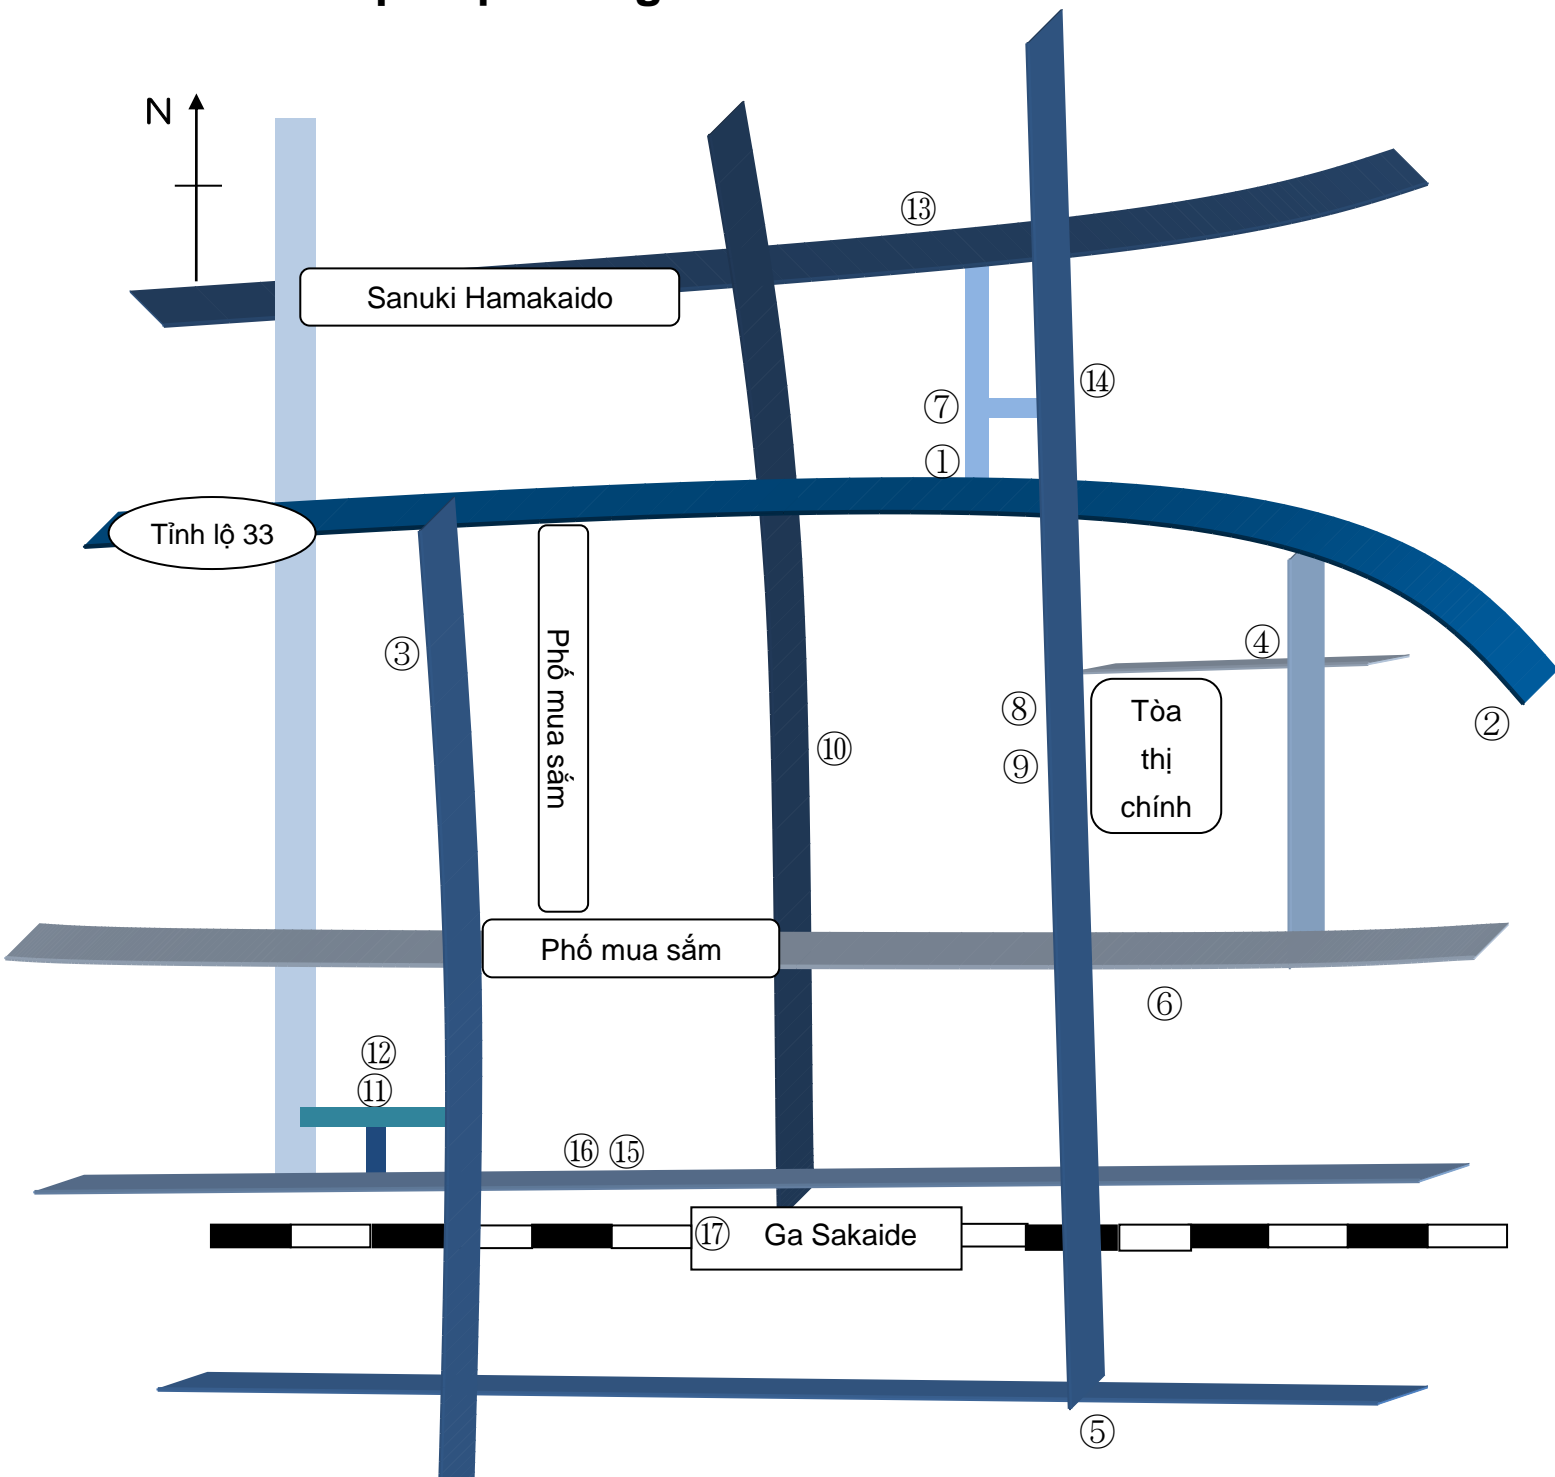 N
⑬
Sanuki Hamakaido
⑭
⑦
①
Tỉnh lộ 33
③
Phố mua sắm
④
⑧
Tòa
thị
chính
②
⑩
⑨
Phố mua sắm
⑥
⑫
⑪
⑯ ⑮
⑰ Ga Sakaide
⑤